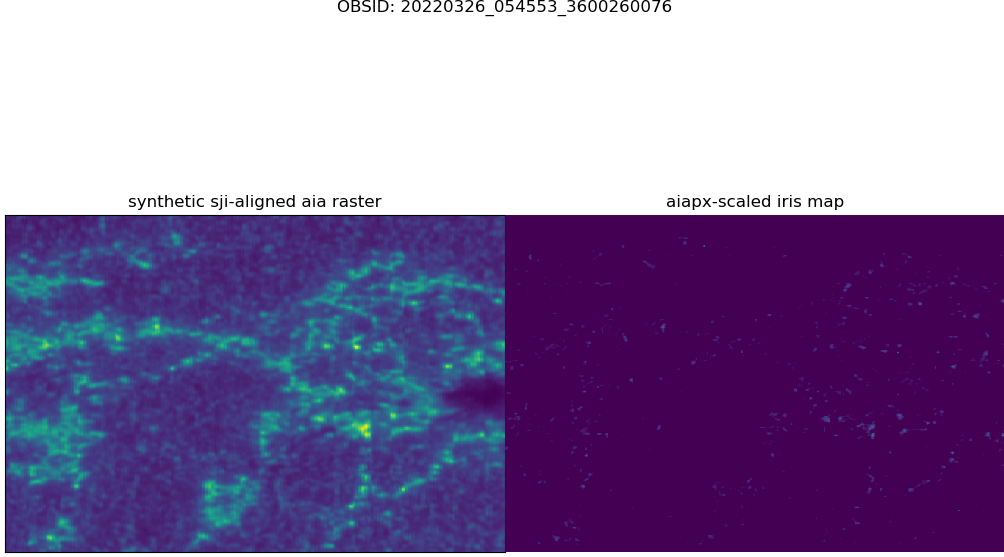 OBSID: 20220326_054553_3600260076
synthetic sji-aligned aia raster
aiapx-scaled iris map